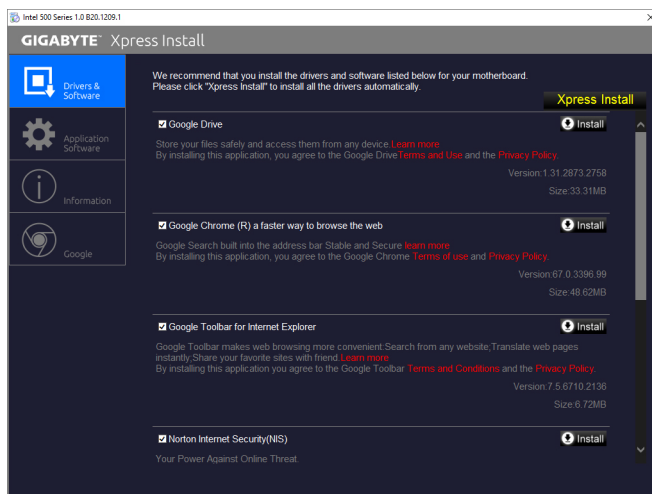 Intel 500 Series 1.0 B20.1209.1
GIGABYTE™ Xpress Install
Drivers &
Software
Application
Software
Information
Google
We recommend that you install the drivers and software listed below for your motherboard.
Please click "Xpress Install" to install all the drivers automatically.
Xpress Install
Google Drive
Install
Store your files safely and access them from any device.Learn more
By installing this application, you agree to the Google DriveTerms and Use and the Privacy Policy.
Version:1.31.2873.2758
Size:33.31MB
Google Chrome (R) a faster way to browse the web
Install
Google Search built into the address bar Stable and Secure learn more
By installing this application, you agree to the Google Chrome Terms of use and Privacy Policy.
Version:67.0.3396.99
Size:48.62MB
Google Toolbar for Internet Explorer
Install
Google Toolbar makes web browsing more convenient:Search from any website;Translate web pages
instantly;Share your favorite sites with friend.Learn more
By installing this application you agree to the Google Toolbar Terms and Conditions and the Privacy Policy.
Version:7.5.6710.2136
Size:6.72MB
Norton Internet Security(NIS)
Install
Your Power Against Online Threat.